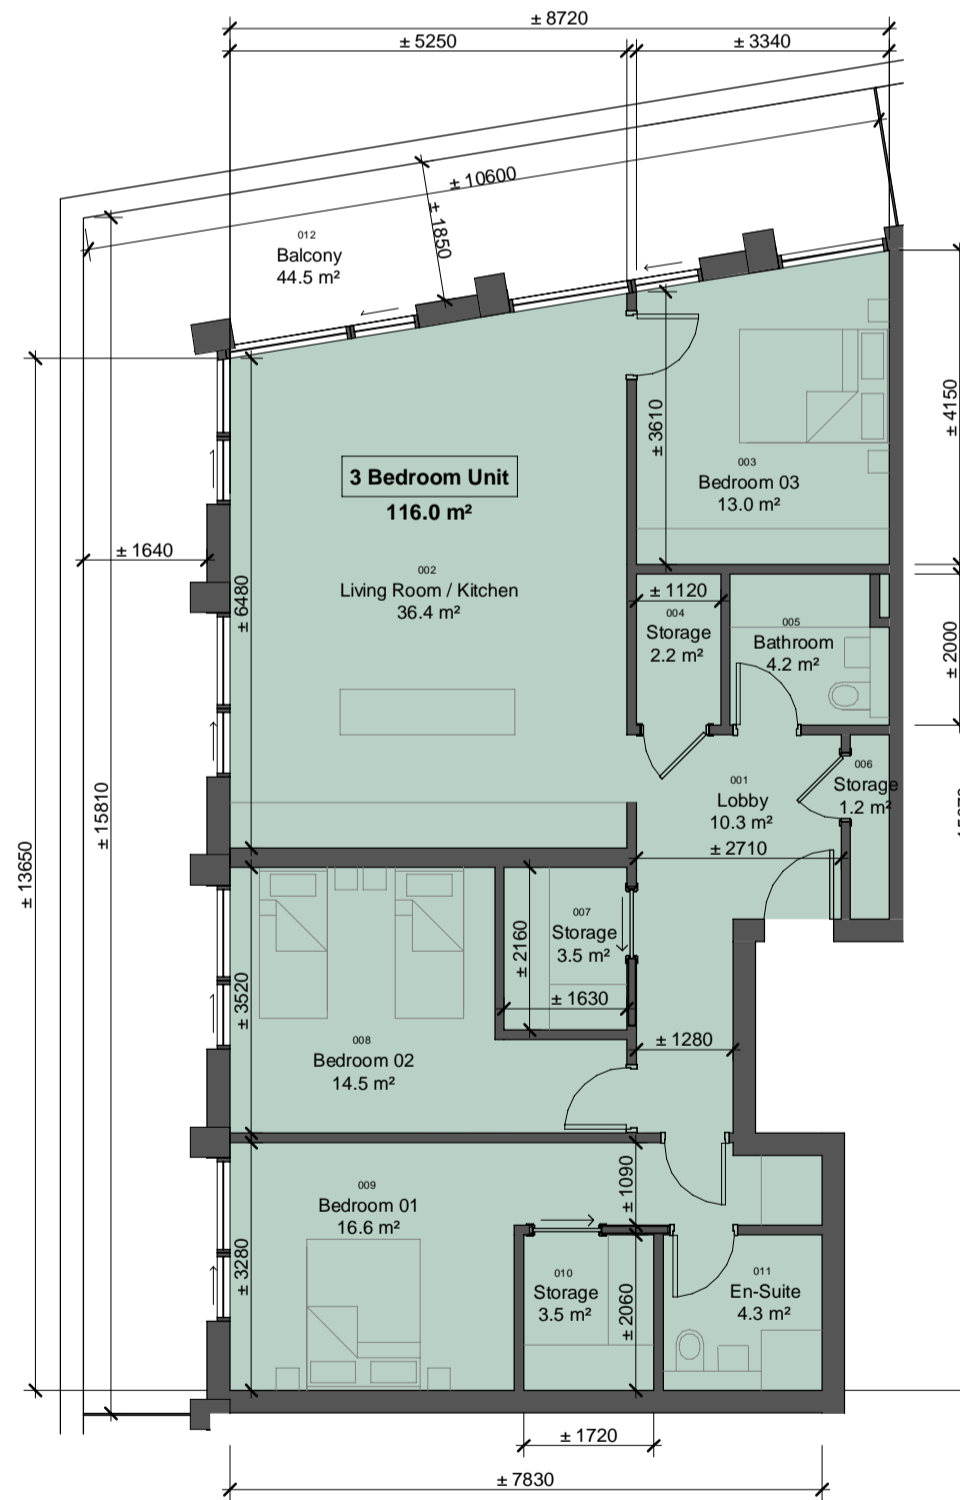 ± 8720
± 5250
± 3340
± 10600
± 1850
012
Balcony
44.5 m²
± 4150
± 3610
3 Bedroom Unit
116.0 m²
003
Bedroom 03
13.0 m²
± 1640
± 6480
002
Living Room / Kitchen
36.4 m²
± 1120
004
Storage
2.2 m²
005
Bathroom
4.2 m²
± 2000
± 15810
± 13650
001
Lobby
10.3 m²
± 2710
006
Storage
1.2 m²
± 3520
± 2160
007
Storage
3.5 m²
± 1630
± 1280
008
Bedroom 02
14.5 m²
± 1090
009
Bedroom 01
16.6 m²
± 3280
010
Storage
3.5 m²
± 2060
011
En-Suite
4.3 m²
± 1720
± 7830